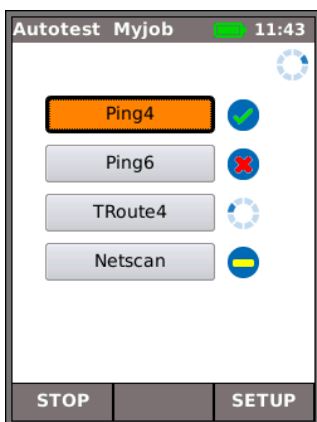 Autotest Myjob 11:43
Ping4
Ping6
TRoute4
Netscan
STOP SETUP